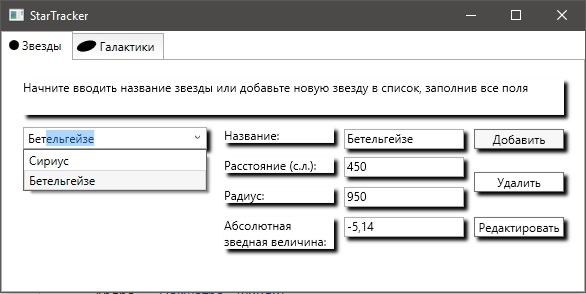 StarTracker
Звезды
Галактики
Начните вводить название звезды или добавьте новую звезду в список, заполнив все поля
Бетельгейзе
Сириус
Бетельгейзе
Название:
Бетельгейзе
Добавить
Расстояние (с.л.):
450
Удалить
Радиус:
950
Абсолютная
зведная величина:
-5,14
Редактировать